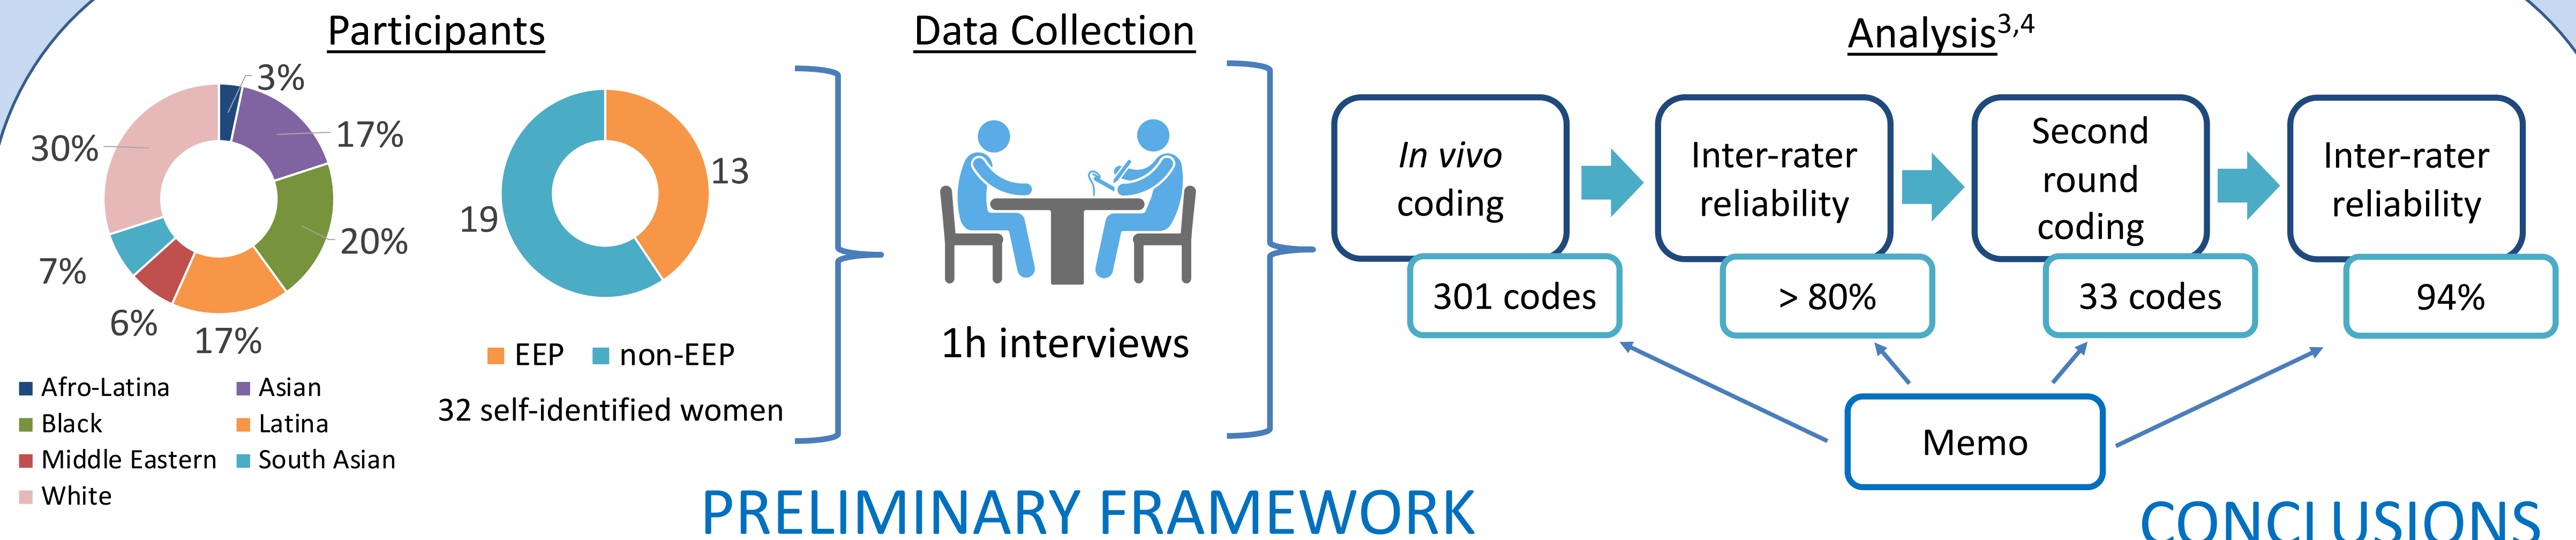 Participants
3%
17%
30%
20%
7%
6%
17%
Afro-Latina
Asian
Black
Latina
Middle Eastern
South Asian
White
13
19
EEP
non-EEP
32 self-identified women
Data Collection
1h interviews
Analysis3,4
In vivo
coding
301 codes
Inter-rater
reliability
> 80%
Second
round
coding
33 codes
Inter-rater
reliability
94%
Memo
PRELIMINARY FRAMEWORK
CONCLUSIONS